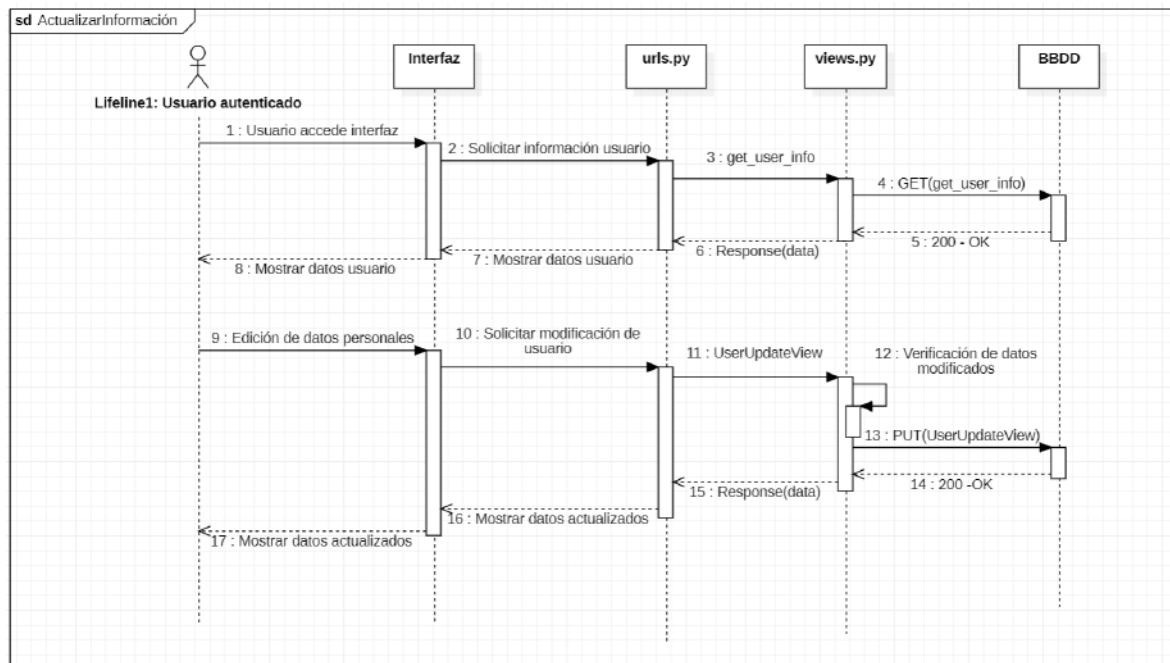 sd ActualizarInformación
Interfaz
urls.py
views.py
BBDD
Lifeline1: Usuario autenticado
1 : Usuario accede interfaz
2 : Solicitar información usuario
3 : get_user_info
4 : GET(get_user_info)
5 : 200 - OK
6 : Response(data)
7 : Mostrar datos usuario
8 : Mostrar datos usuario
9 : Edición de datos personales
10 : Solicitar modificación de
usuario
11 : UserUpdateView
12 : Verificación de datos
modificados
13 : PUT(UserUpdateView)
14 : 200 -OK
15 : Response(data)
16 : Mostrar datos actualizados
17 : Mostrar datos actualizados